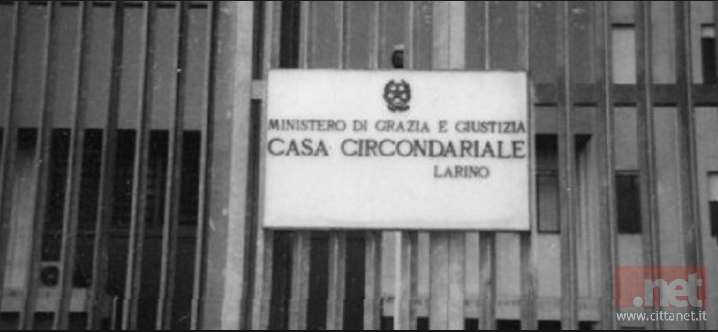 MINISTERO DI GRAZIA E GIUSTIZIA
CASA CIRCONDARIALE
LARINO
.net
www.cittanet.it